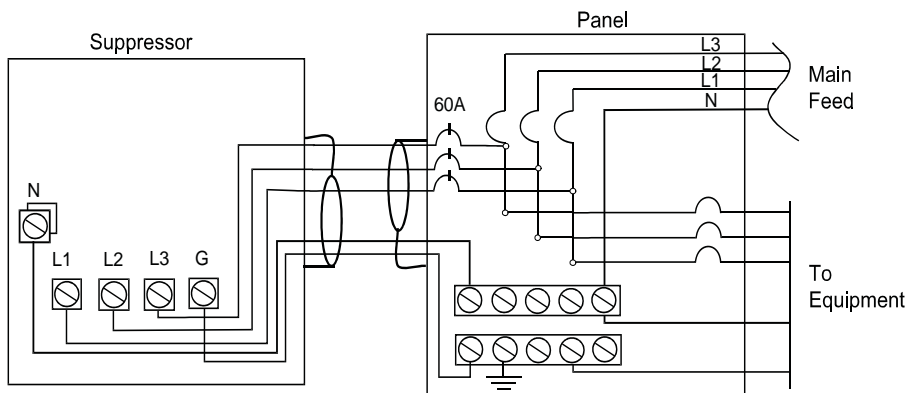 Panel
Suppressor
L3
L2
L1
N
Main
Feed
60A
N
L1
L2
L3
G
To
Equipment